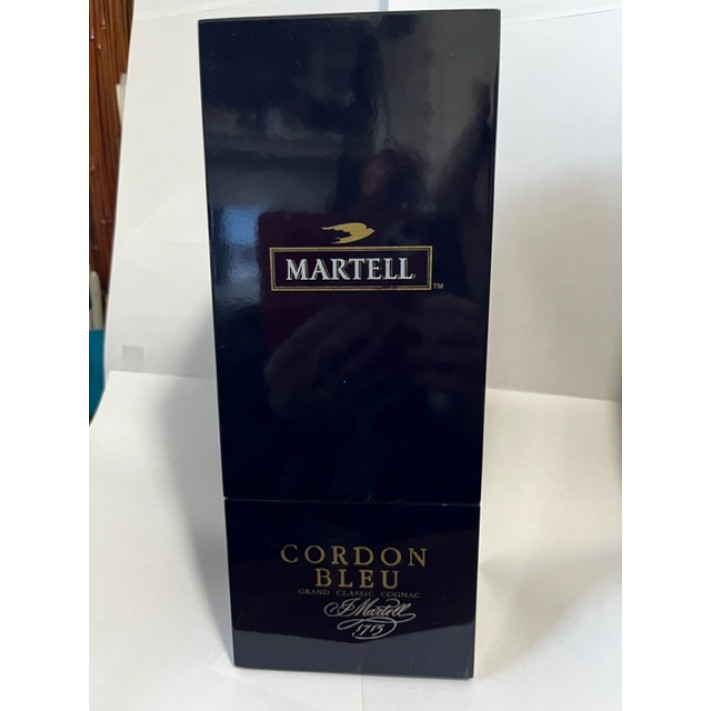 MARTELL
TM
CORDON
BLEU
GRAND CLASSIC COGNAC
J Martell
1715